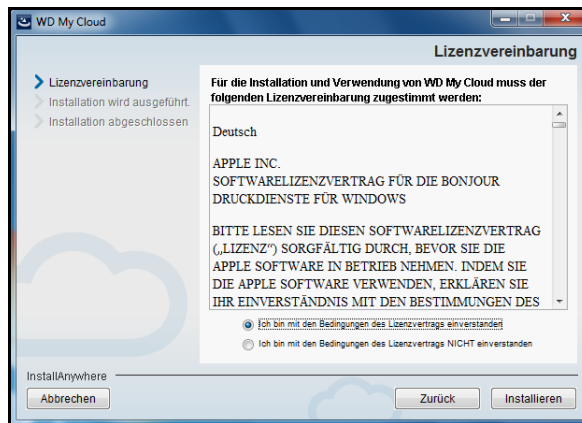 WD My Cloud
Lizenzvereinbarung
Lizenzvereinbarung
Installation wird ausgeführt.
Installation abgeschlossen
Für die Installation und Verwendung von WD My Cloud muss der
folgenden Lizenzvereinbarung zugestimmt werden:
Deutsch
APPLE INC.
SOFTWARELIZENZVERTRAG FÜR DIE BONJOUR
DRUCKDIENSTE FÜR WINDOWS
BITTE LESEN SIE DIESEN SOFTWARELIZENZVERTRAG
(„LIZENZ“) SORGFÄLTIG DURCH, BEVOR SIE DIE
APPLE SOFTWARE IN BETRIEB NEHMEN. INDEM SIE
DIE APPLE SOFTWARE VERWENDEN, ERKLÄREN SIE
IHR EINVERSTÄNDNIS MIT DEN BESTIMMUNGEN DES
Ich bin mit den Bedingungen des Lizenzvertrags einverstanden
Ich bin mit den Bedingungen des Lizenzvertrags NICHT einverstanden
InstallAnywhere
Abbrechen
Zurück
Installieren